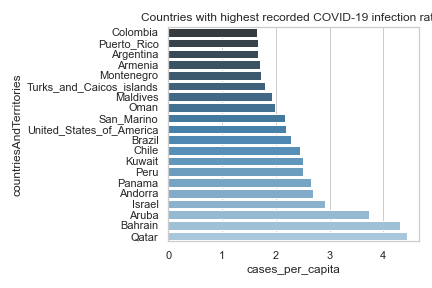 Countries with highest recorded COVID-19 infection rat
countriesAndTerritories
Colombia
Puerto_Rico
Argentina
Armenia
Montenegro
Turks_and_Caicos_islands
Maldives
Oman
San_Marino
United_States_of_America
Brazil
Chile
Kuwait
Peru
Panama
Andorra
Israel
Aruba
Bahrain
Qatar
0 1 2 3 4
cases_per_capita